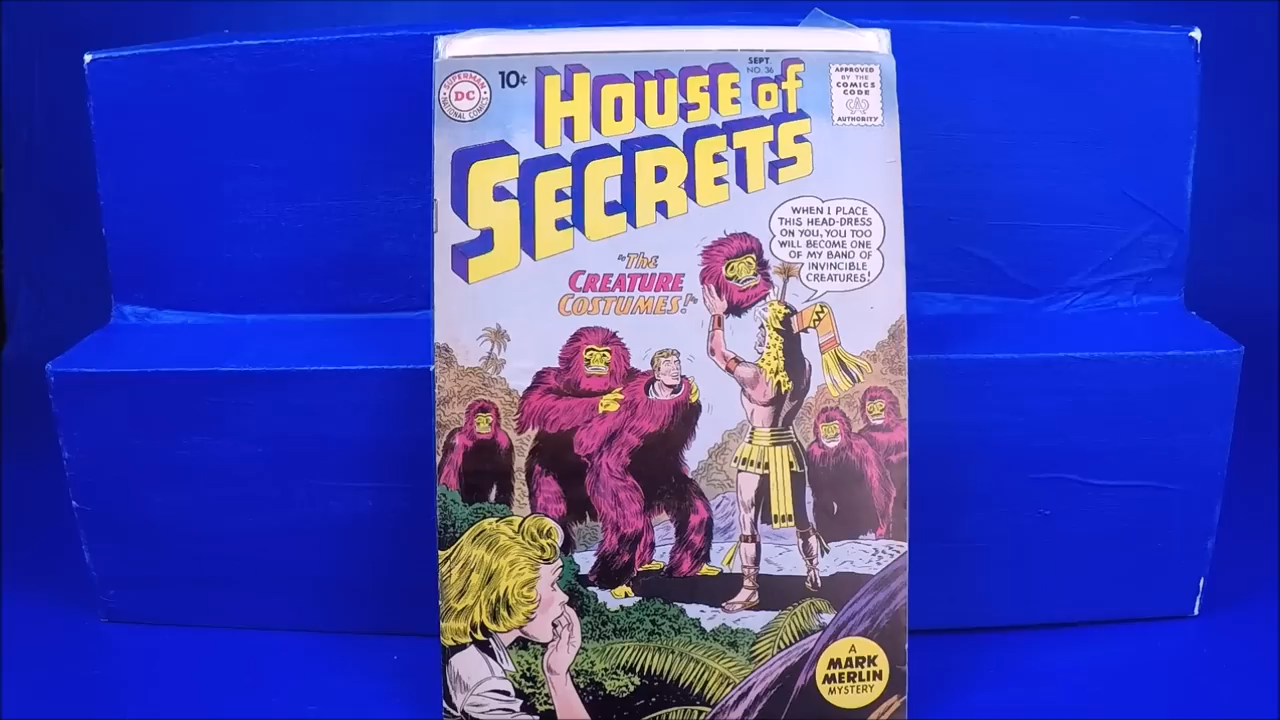 SUPERMAN
DC
NATIONAL COMICS
10¢
SEPT.
NO. 36
APPROVED
BY THE
COMICS
CODE
CA
AUTHORITY
HOUSE of
SECRETS
WHEN I PLACE
THIS HEAD-DRESS
ON YOU, YOU TOO
WILL BECOME ONE
OF MY BAND OF
INVINCIBLE
CREATURES!
"The
CREATURE
COSTUMES!"
A
MARK
MERLIN
MYSTERY